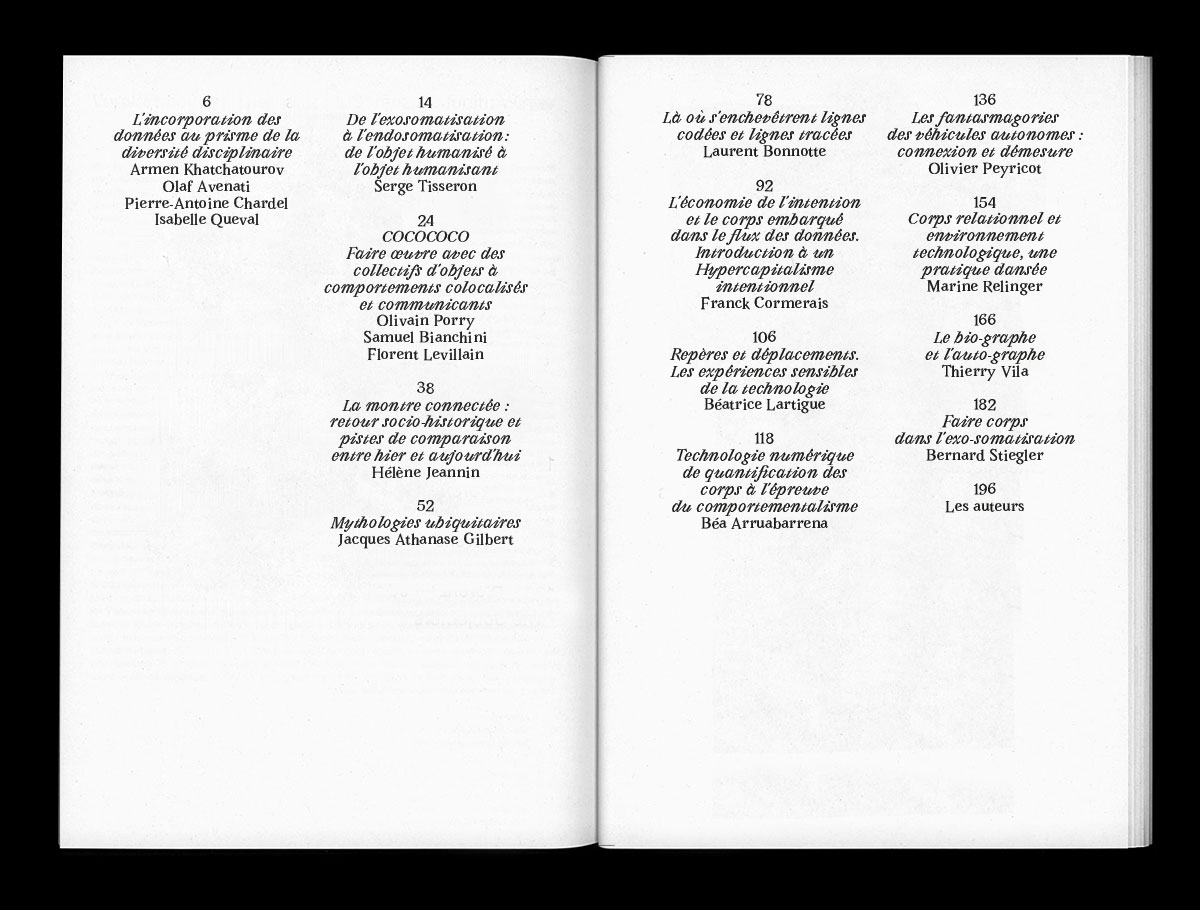 6
L'incorporation des
données au prisme de la
diversité disciplinaire
Armen Khatchatourov
Olaf Avenati
Pierre-Antoine Chardel
Isabelle Queval
14
De l'exosomatisation
à l'endosomatisation :
de l'objet humanisé à
l'objet humanisant
Serge Tisseron
24
COCOCOCO
Faire œuvre avec des
collectifs d'objets à
comportements colocalisés
et communicants
Olivain Porry
Samuel Bianchini
Florent Levillain
38
La montre connectée :
retour socio-historique et
pistes de comparaison
entre hier et aujourd'hui
Hélène Jeannin
52
Mythologies ubiquitaires
Jacques Athanase Gilbert
78
Là où s'enchevêtrent lignes
codées et lignes tracées
Laurent Bonnotte
92
L'économie de l'intention
et le corps embarqué
dans le flux des données.
Introduction à un
Hypercapitalisme
intentionnel
Franck Cormerais
106
Repères et déplacements.
Les expériences sensibles
de la technologie
Béatrice Lartigue
118
Technologie numérique
de quantification des
corps à l'épreuve
du comportementalisme
Béa Arruabarrena
136
Les fantasmagories
des véhicules autonomes :
connexion et démesure
Olivier Peyricot
154
Corps relationnel et
environnement
technologique, une
pratique dansée
Marine Relinger
166
Le bio-graphe
et l'auto-graphe
Thierry Vila
182
Faire corps
dans l'exo-somatisation
Bernard Stiegler
196
Les auteurs